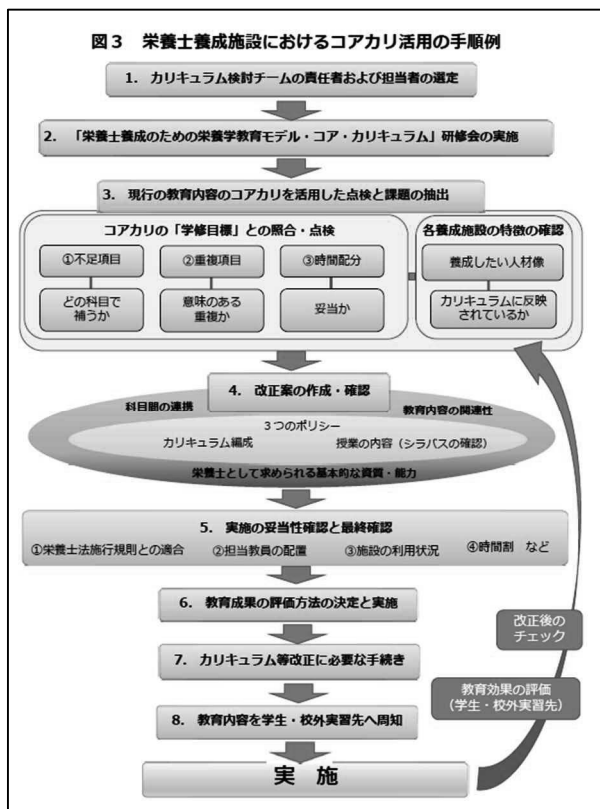 図３　栄養士養成施設におけるコアカリ活用の手順例
1. カリキュラム検討チームの責任者および担当者の選定
2. 「栄養士養成のための栄養学教育モデル・コア・カリキュラム」研修会の実施
3. 現行の教育内容のコアカリを活用した点検と課題の抽出
コアカリの「学修目標」との照合・点検
①不足項目
②重複項目
③時間配分
どの科目で
補うか
意味のある
重複か
妥当か
各養成施設の特徴の確認
養成したい人材像
カリキュラムに反映
されているか
4. 改正案の作成・確認
科目間の連携
教育内容の関連性
３つのポリシー
カリキュラム編成
授業の内容（シラバスの確認）
栄養士として求められる基本的な資質・能力
5. 実施の妥当性確認と最終確認
①栄養士法施行規則との適合　②担当教員の配置　③施設の利用状況　④時間割　など
6. 教育成果の評価方法の決定と実施
7. カリキュラム等改正に必要な手続き
8. 教育内容を学生・校外実習先へ周知
実　施
改正後の
チェック
教育効果の評価
（学生・校外実習先）